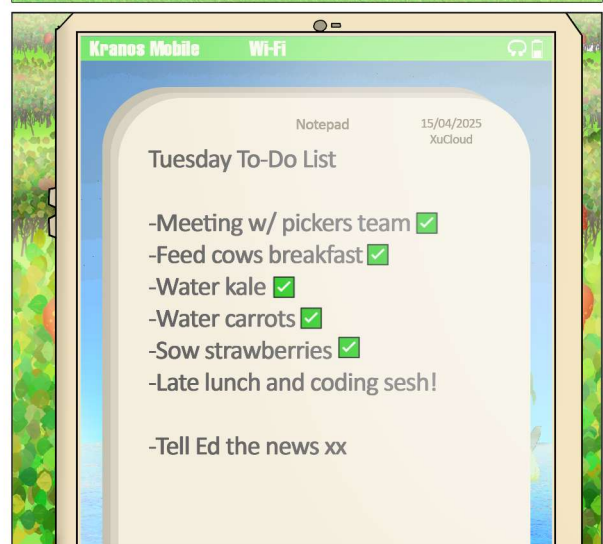 Kranos Mobile Wi-Fi
Notepad 15/04/2025
XuCloud
Tuesday To-Do List
-Meeting w/ pickers team ✅
-Feed cows breakfast ✅
-Water kale ✅
-Water carrots ✅
-Sow strawberries ✅
-Late lunch and coding sesh!
-Tell Ed the news xx